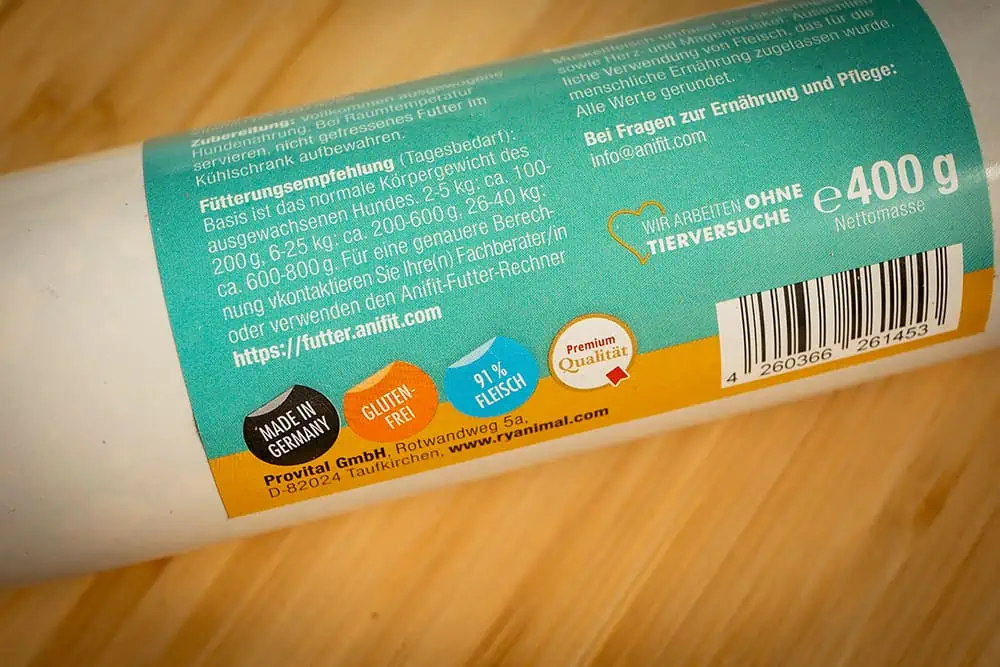 Zubereitung: Vollkommen ausgewogene
Hundenahrung. Bei Raumtemperatur
servieren, nicht gefressenes Futter im
Kühlschrank aufbewahren.
Fütterungsempfehlung (Tagesbedarf):
Basis ist das normale Körpergewicht des
ausgewachsenen Hundes. 2-5 kg: ca. 100-
200 g, 6-25 kg: ca. 200-600 g, 26-40 kg:
ca. 600-800 g. Für eine genauere Berech-
nung vkontaktieren Sie Ihre(n) Fachberater/in
oder verwenden den Anifit-Futter-Rechner
https://futter.anifit.com
sowie Herz- und Magenmuskel. Ausschließ-
liche Verwendung von Fleisch, das für die
menschliche Ernährung zugelassen wurde.
Alle Werte gerundet.
Bei Fragen zur Ernährung und Pflege:
info@anifit.com
WIR ARBEITEN OHNE
TIERVERSUCHE
e 400 g
Nettomasse
MADE IN
GERMANY
GLUTEN-
FREI
91%
FLEISCH
Premium
Qualität
4 260366 261453
Provital GmbH, Rotwandweg 5a,
D-82024 Taufkirchen, www.ryanimal.com